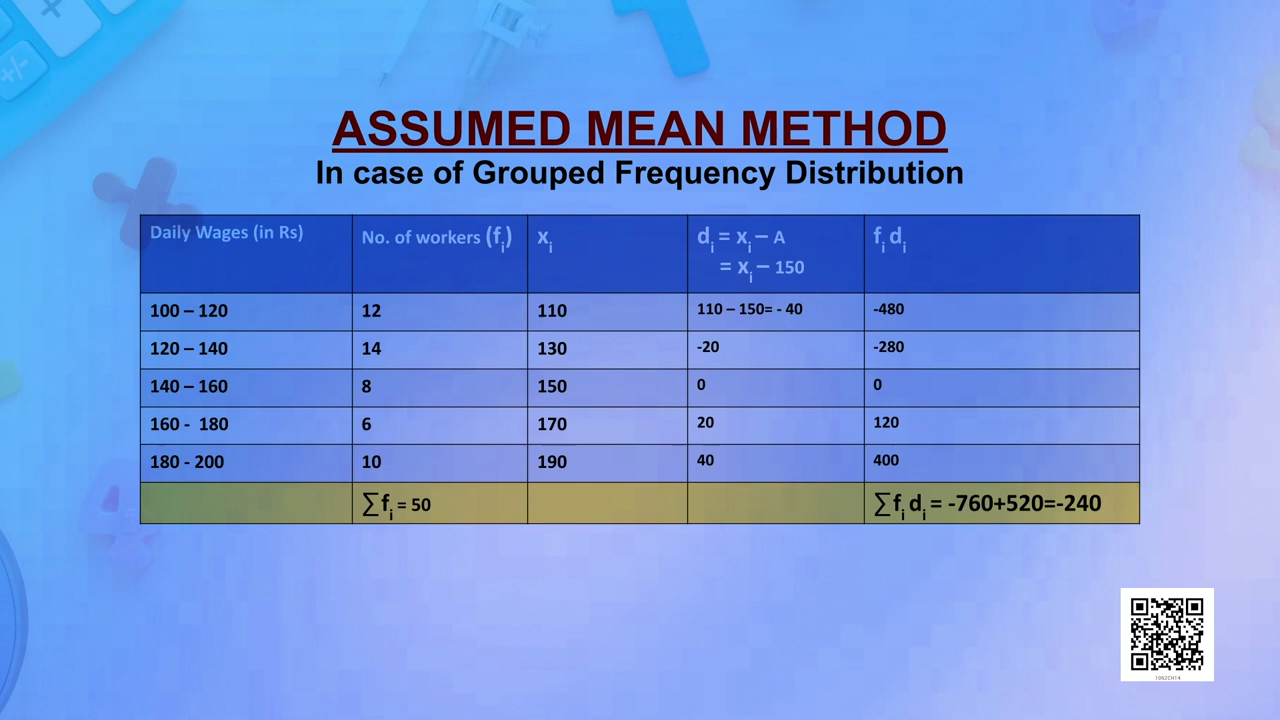 ASSUMED MEAN METHOD
In case of Grouped Frequency Distribution
Daily Wages (in Rs) No. of workers (fi) xi di = xi – A
= xi – 150 fi di
100 – 120 12 110 110 – 150= - 40 -480
120 – 140 14 130 -20 -280
140 – 160 8 150 0 0
160 - 180 6 170 20 120
180 - 200 10 190 40 400
∑fi = 50 ∑fi di = -760+520=-240
1062CH14